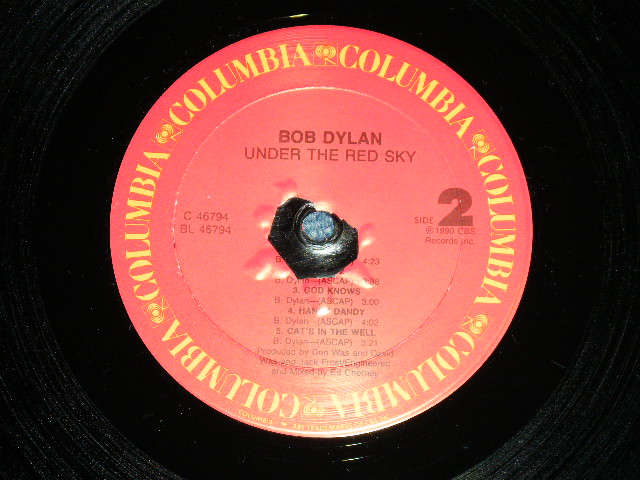 COLUMBIA COLUMBIA COLUMBIA COLUMBIA COLUMBIA COLUMBIA COLUMBIA
BOB DYLAN
UNDER THE RED SKY
C 46794
BL 46794
SIDE 2
℗ 1990 CBS
Records Inc.
4:23
B. Dylan—(ASCAP)
3. GOD KNOWS
B. Dylan—(ASCAP) 3:00
4. DANDY
B. Dylan—(ASCAP) 4:02
5. CAT'S IN THE WELL
B. Dylan—(ASCAP) 3:21
Produced by Don Was and David
Was and Jack Frost/Engineered
and Mixed by Ed Cherney